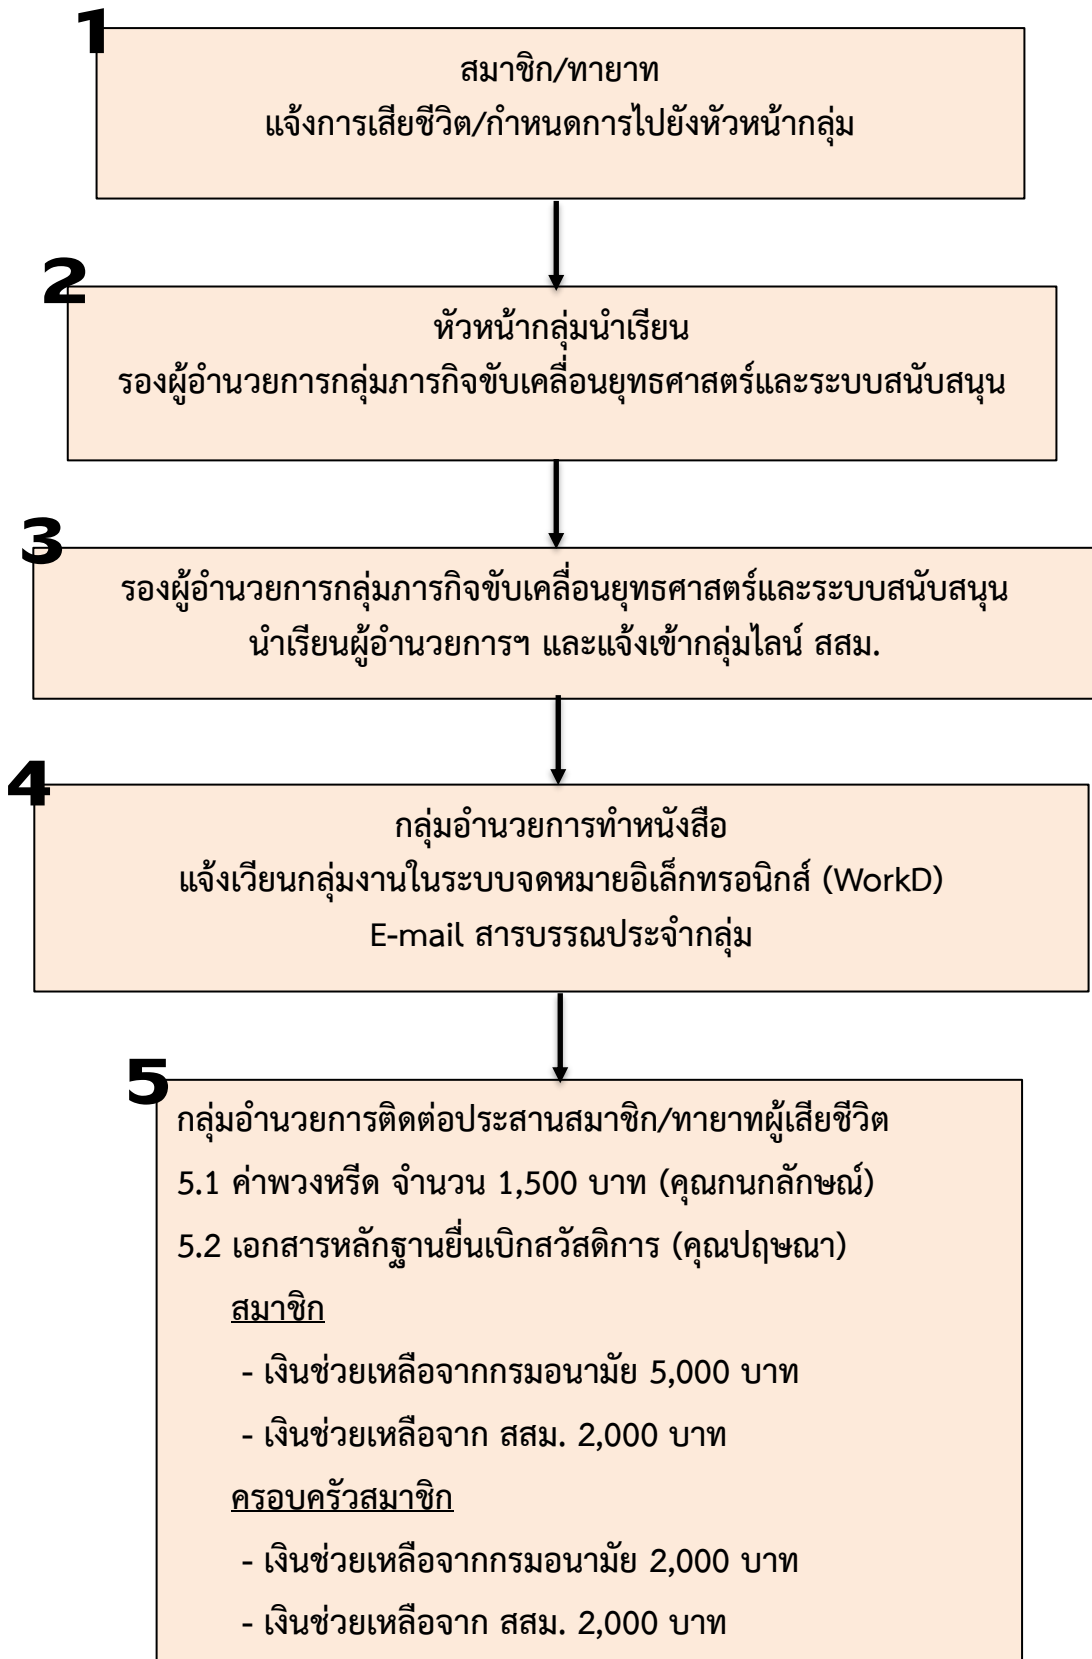 1
สมาชิก/ทายาท
แจ้งการเสียชีวิต/กำหนดการไปยังหัวหน้ากลุ่ม
2
หัวหน้ากลุ่มนำเรียน
รองผู้อำนวยการกลุ่มภารกิจขับเคลื่อนยุทธศาสตร์และระบบสนับสนุน
3
รองผู้อำนวยการกลุ่มภารกิจขับเคลื่อนยุทธศาสตร์และระบบสนับสนุน
นำเรียนผู้อำนวยการฯ และแจ้งเข้ากลุ่มไลน์ สสม.
4
กลุ่มอำนวยการทำหนังสือ
แจ้งเวียนกลุ่มงานในระบบจดหมายอิเล็กทรอนิกส์ (WorkD)
E-mail สารบรรณประจำกลุ่ม
5
กลุ่มอำนวยการติดต่อประสานสมาชิก/ทายาทผู้เสียชีวิต
5.1 ค่าพวงหรีด จำนวน 1,500 บาท (คุณกนกลักษณ์)
5.2 เอกสารหลักฐานยื่นเบิกสวัสดิการ (คุณปฤษณา)
สมาชิก
- เงินช่วยเหลือจากกรมอนามัย 5,000 บาท
- เงินช่วยเหลือจาก สสม. 2,000 บาท
ครอบครัวสมาชิก
- เงินช่วยเหลือจากกรมอนามัย 2,000 บาท
- เงินช่วยเหลือจาก สสม. 2,000 บาท